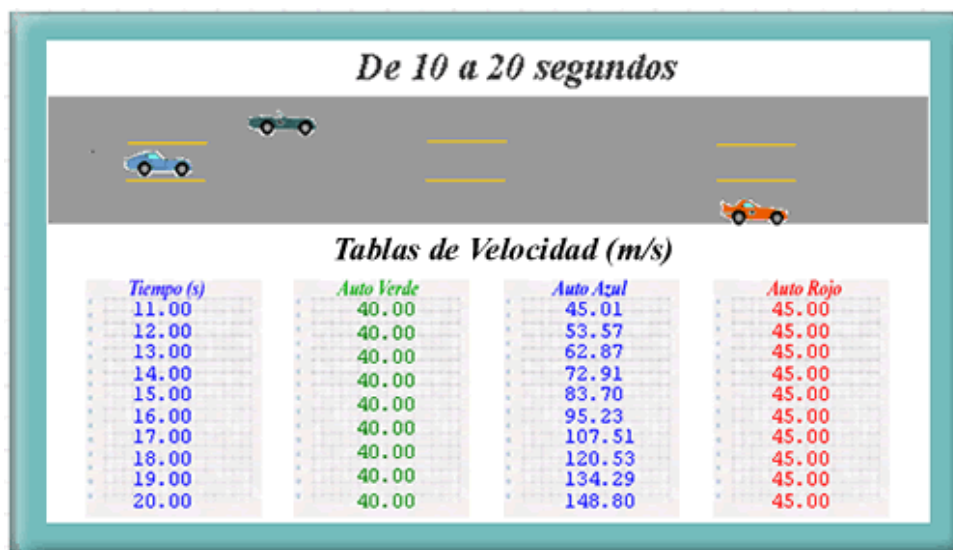 De 10 a 20 segundos
Tablas de Velocidad (m/s)
Tiempo (s) Auto Verde Auto Azul Auto Rojo
11.00 40.00 45.01 45.00
12.00 40.00 53.57 45.00
13.00 40.00 62.87 45.00
14.00 40.00 72.91 45.00
15.00 40.00 83.70 45.00
16.00 40.00 95.23 45.00
17.00 40.00 107.51 45.00
18.00 40.00 120.53 45.00
19.00 40.00 134.29 45.00
20.00 148.80 45.00